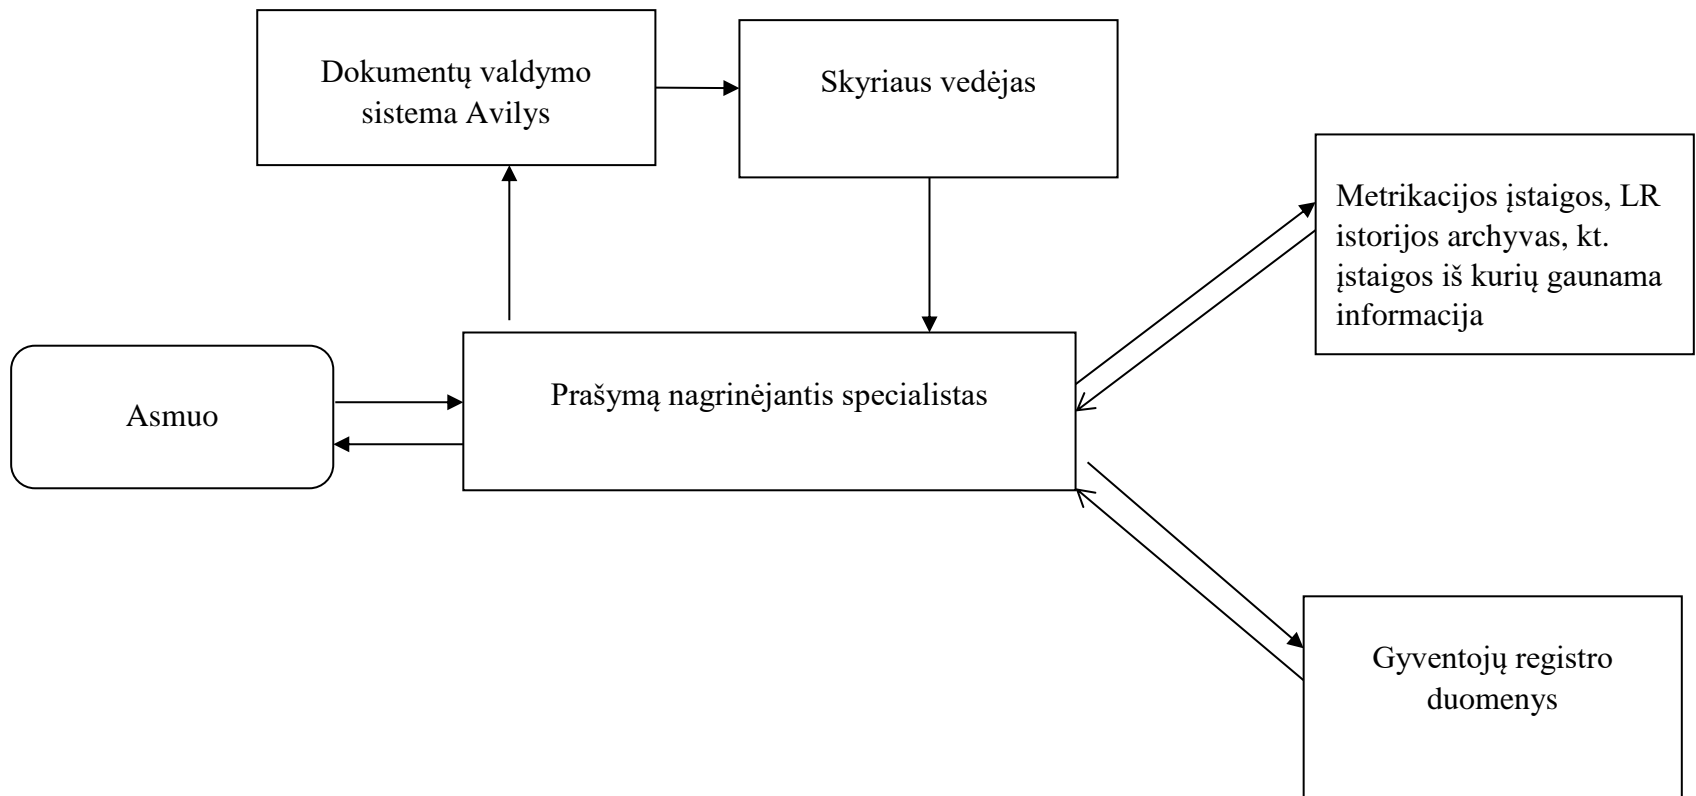 Dokumentų valdymo
sistema Avilys
Skyriaus vedėjas
Metrikacijos įstaigos, LR
istorijos archyvas, kt.
įstaigos iš kurių gaunama
informacija
Asmuo
Prašymą nagrinėjantis specialistas
Gyventojų registro
duomenys